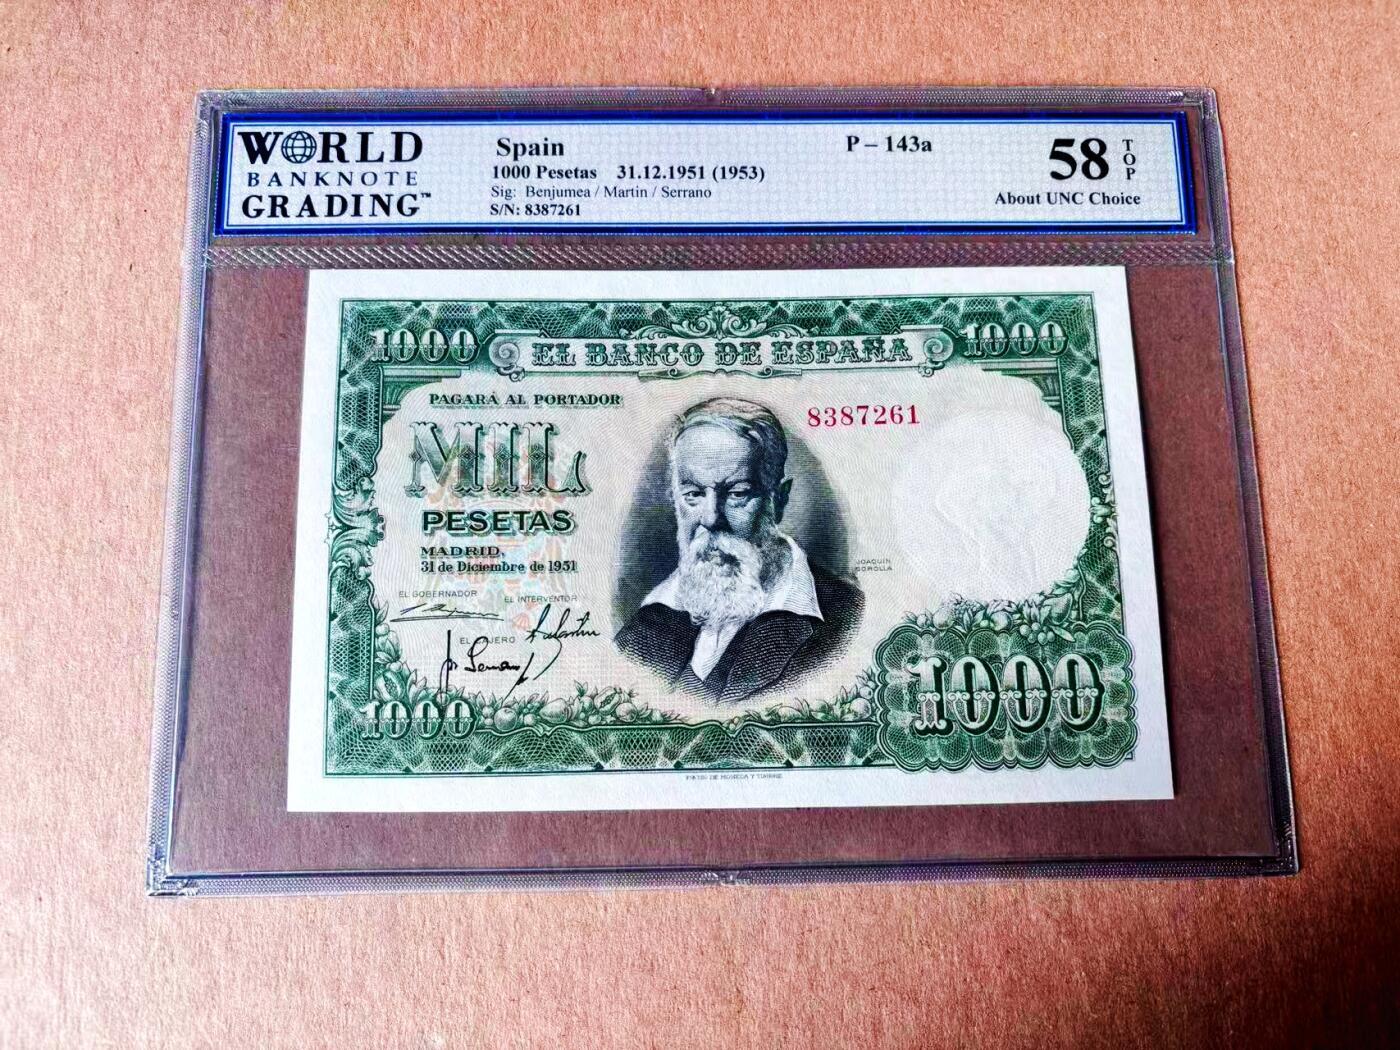 WORLD
BANKNOTE
GRADING™
Spain
1000 Pesetas 31.12.1951 (1953)
Sig: Benjumea / Martin / Serrano
S/N: 8387261
P – 143a
58 TOP
About UNC Choice
1000 EL BANCO DE ESPAÑA 1000
PAGARÁ AL PORTADOR
8387261
MIL
PESETAS
MADRID,
31 de Diciembre de 1951
JOAQUIN
SOROLLA
EL GOBERNADOR
EL INTERVENTOR
EL CAJERO
1000
1000